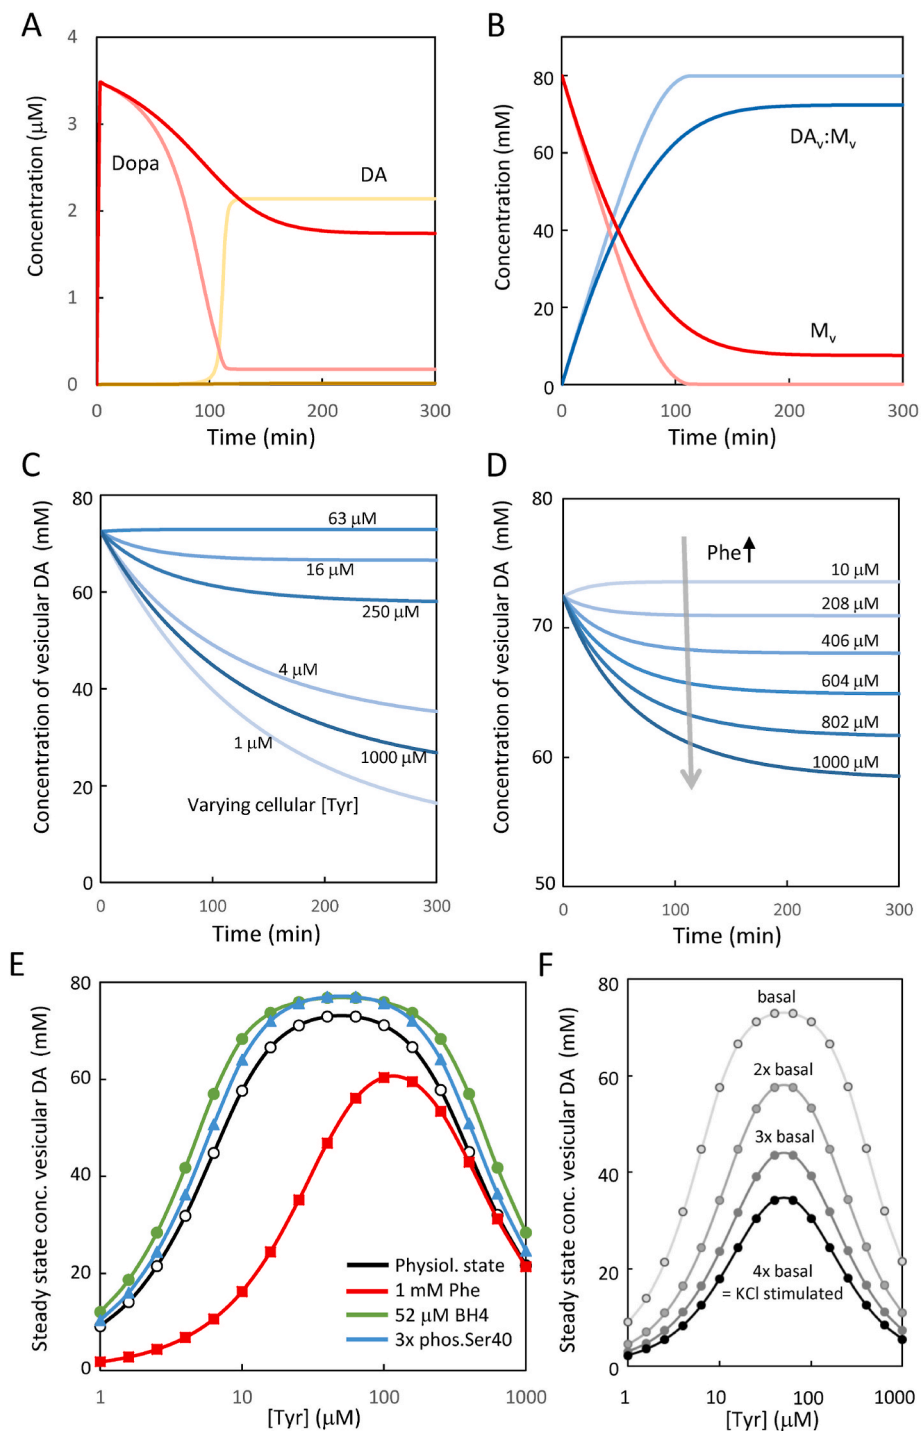 A
4
3
2
1
0
Concentration (μM)
Dopa
DA
0
100
200
300
Time (min)
B
80
60
40
20
0
Concentration (mM)
DAv:Mv
Mv
0
100
200
300
Time (min)
C
80
60
40
20
0
Concentration of vesicular DA (mM)
63 μM
16 μM
250 μM
4 μM
1 μM
1000 μM
Varying cellular [Tyr]
0
100
200
300
Time (min)
D
80
70
60
50
Concentration of vesicular DA (mM)
Phe
10 μM
208 μM
406 μM
604 μM
802 μM
1000 μM
0
100
200
300
Time (min)
E
80
60
40
20
0
Steady state conc. vesicular DA (mM)
Physiol. state
1 mM Phe
52 μM BH4
3x phos.Ser40
1
10
100
1000
[Tyr] (μM)
F
80
60
40
20
0
Steady state conc. vesicular DA (mM)
basal
2x basal
3x basal
4x basal
= KCl stimulated
1
10
100
1000
[Tyr] (μM)